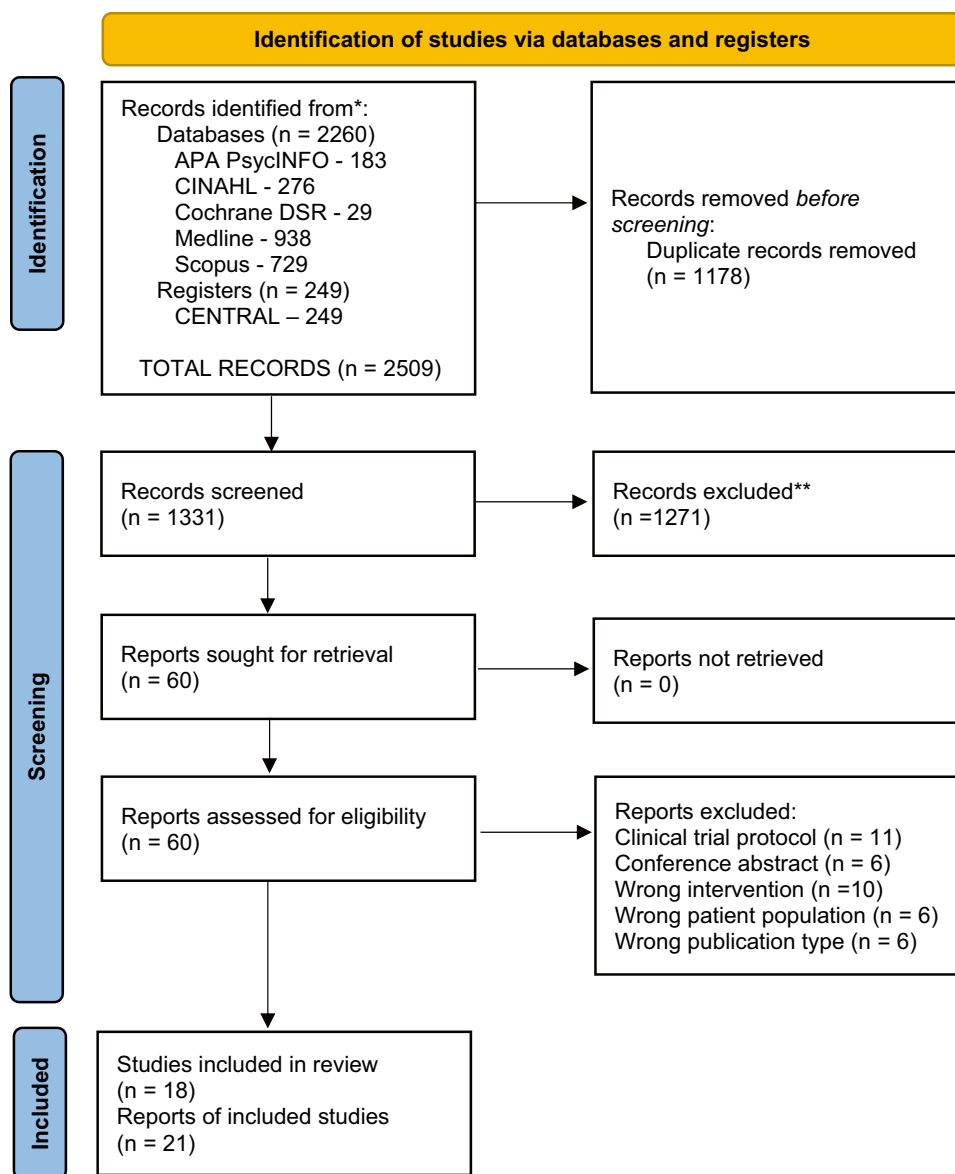 Identification of studies via databases and registers
Identification
Records identified from*:
Databases (n = 2260)
APA PsycINFO - 183
CINAHL - 276
Cochrane DSR - 29
Medline - 938
Scopus - 729
Registers (n = 249)
CENTRAL – 249
TOTAL RECORDS (n = 2509)
Records removed before
screening:
Duplicate records removed
(n = 1178)
Screening
Records screened
(n = 1331)
Records excluded**
(n =1271)
Reports sought for retrieval
(n = 60)
Reports not retrieved
(n = 0)
Reports assessed for eligibility
(n = 60)
Reports excluded:
Clinical trial protocol (n = 11)
Conference abstract (n = 6)
Wrong intervention (n =10)
Wrong patient population (n = 6)
Wrong publication type (n = 6)
Included
Studies included in review
(n = 18)
Reports of included studies
(n = 21)